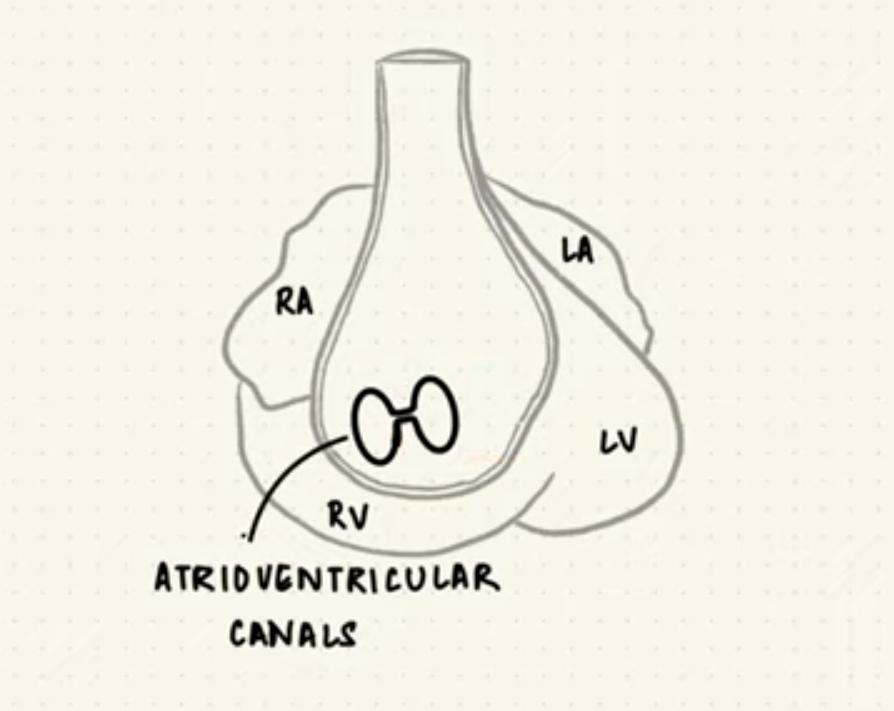 LA
RA
LV
RV
ATRIOVENTRICULAR
CANALS